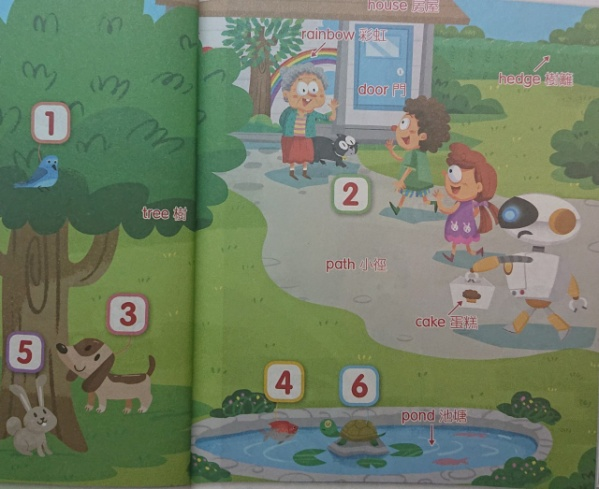 house 房屋
rainbow 彩虹
door 門
hedge 樹籬
1
2
tree 樹
path 小徑
3
cake 蛋糕
5
4
6
pond 池塘